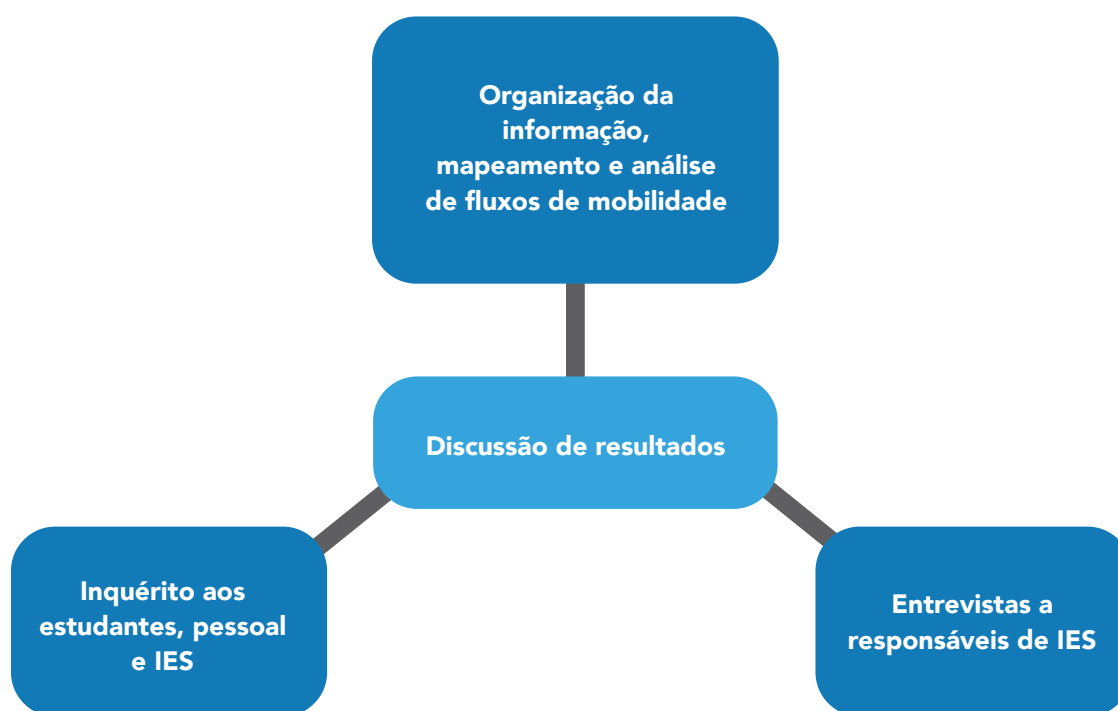 Organização da
informação,
mapeamento e análise
de fluxos de mobilidade
Discussão de resultados
Inquérito aos
estudantes, pessoal
e IES
Entrevistas a
responsáveis de IES